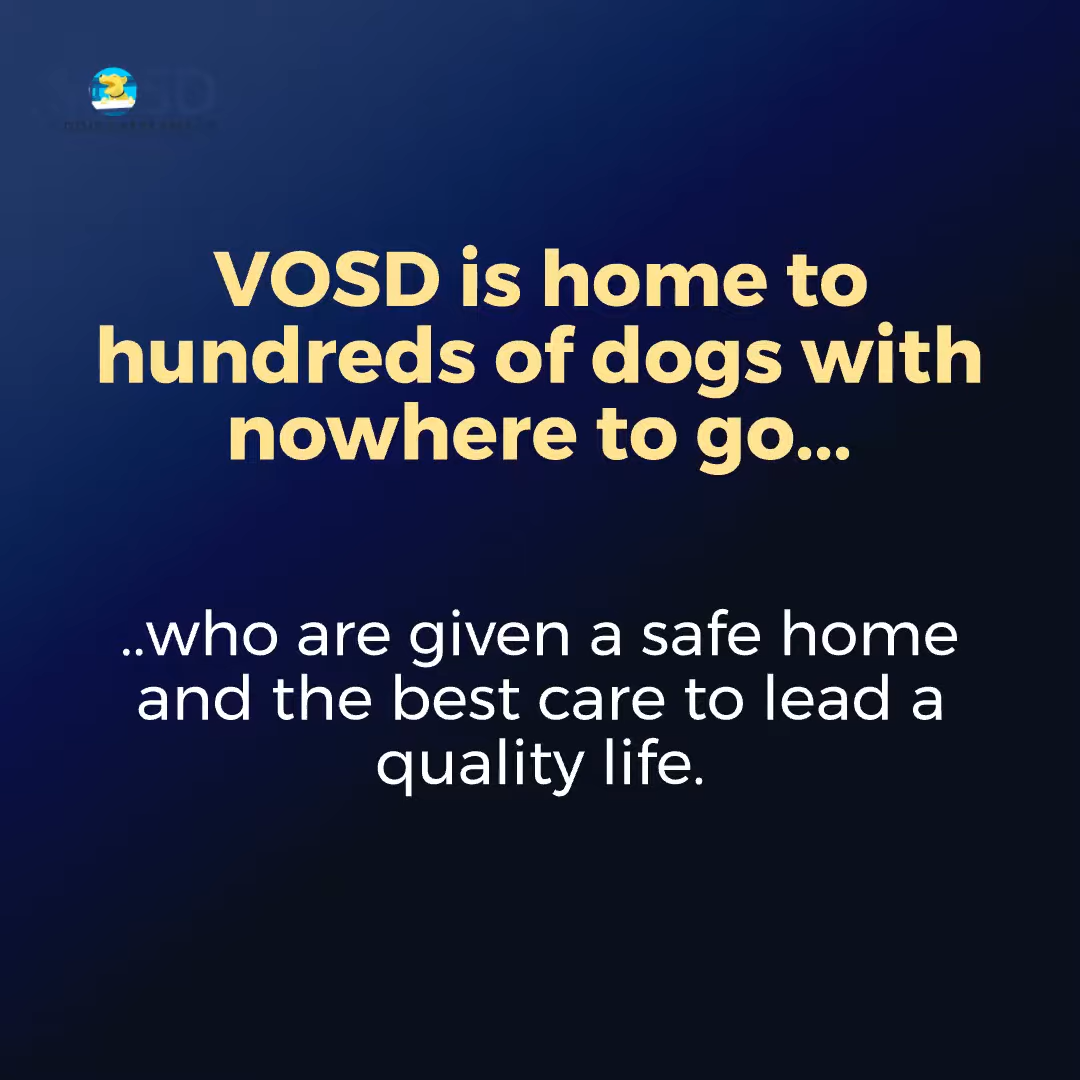 VOSD is home to
hundreds of dogs with
nowhere to go...
..who are given a safe home
and the best care to lead a
quality life.